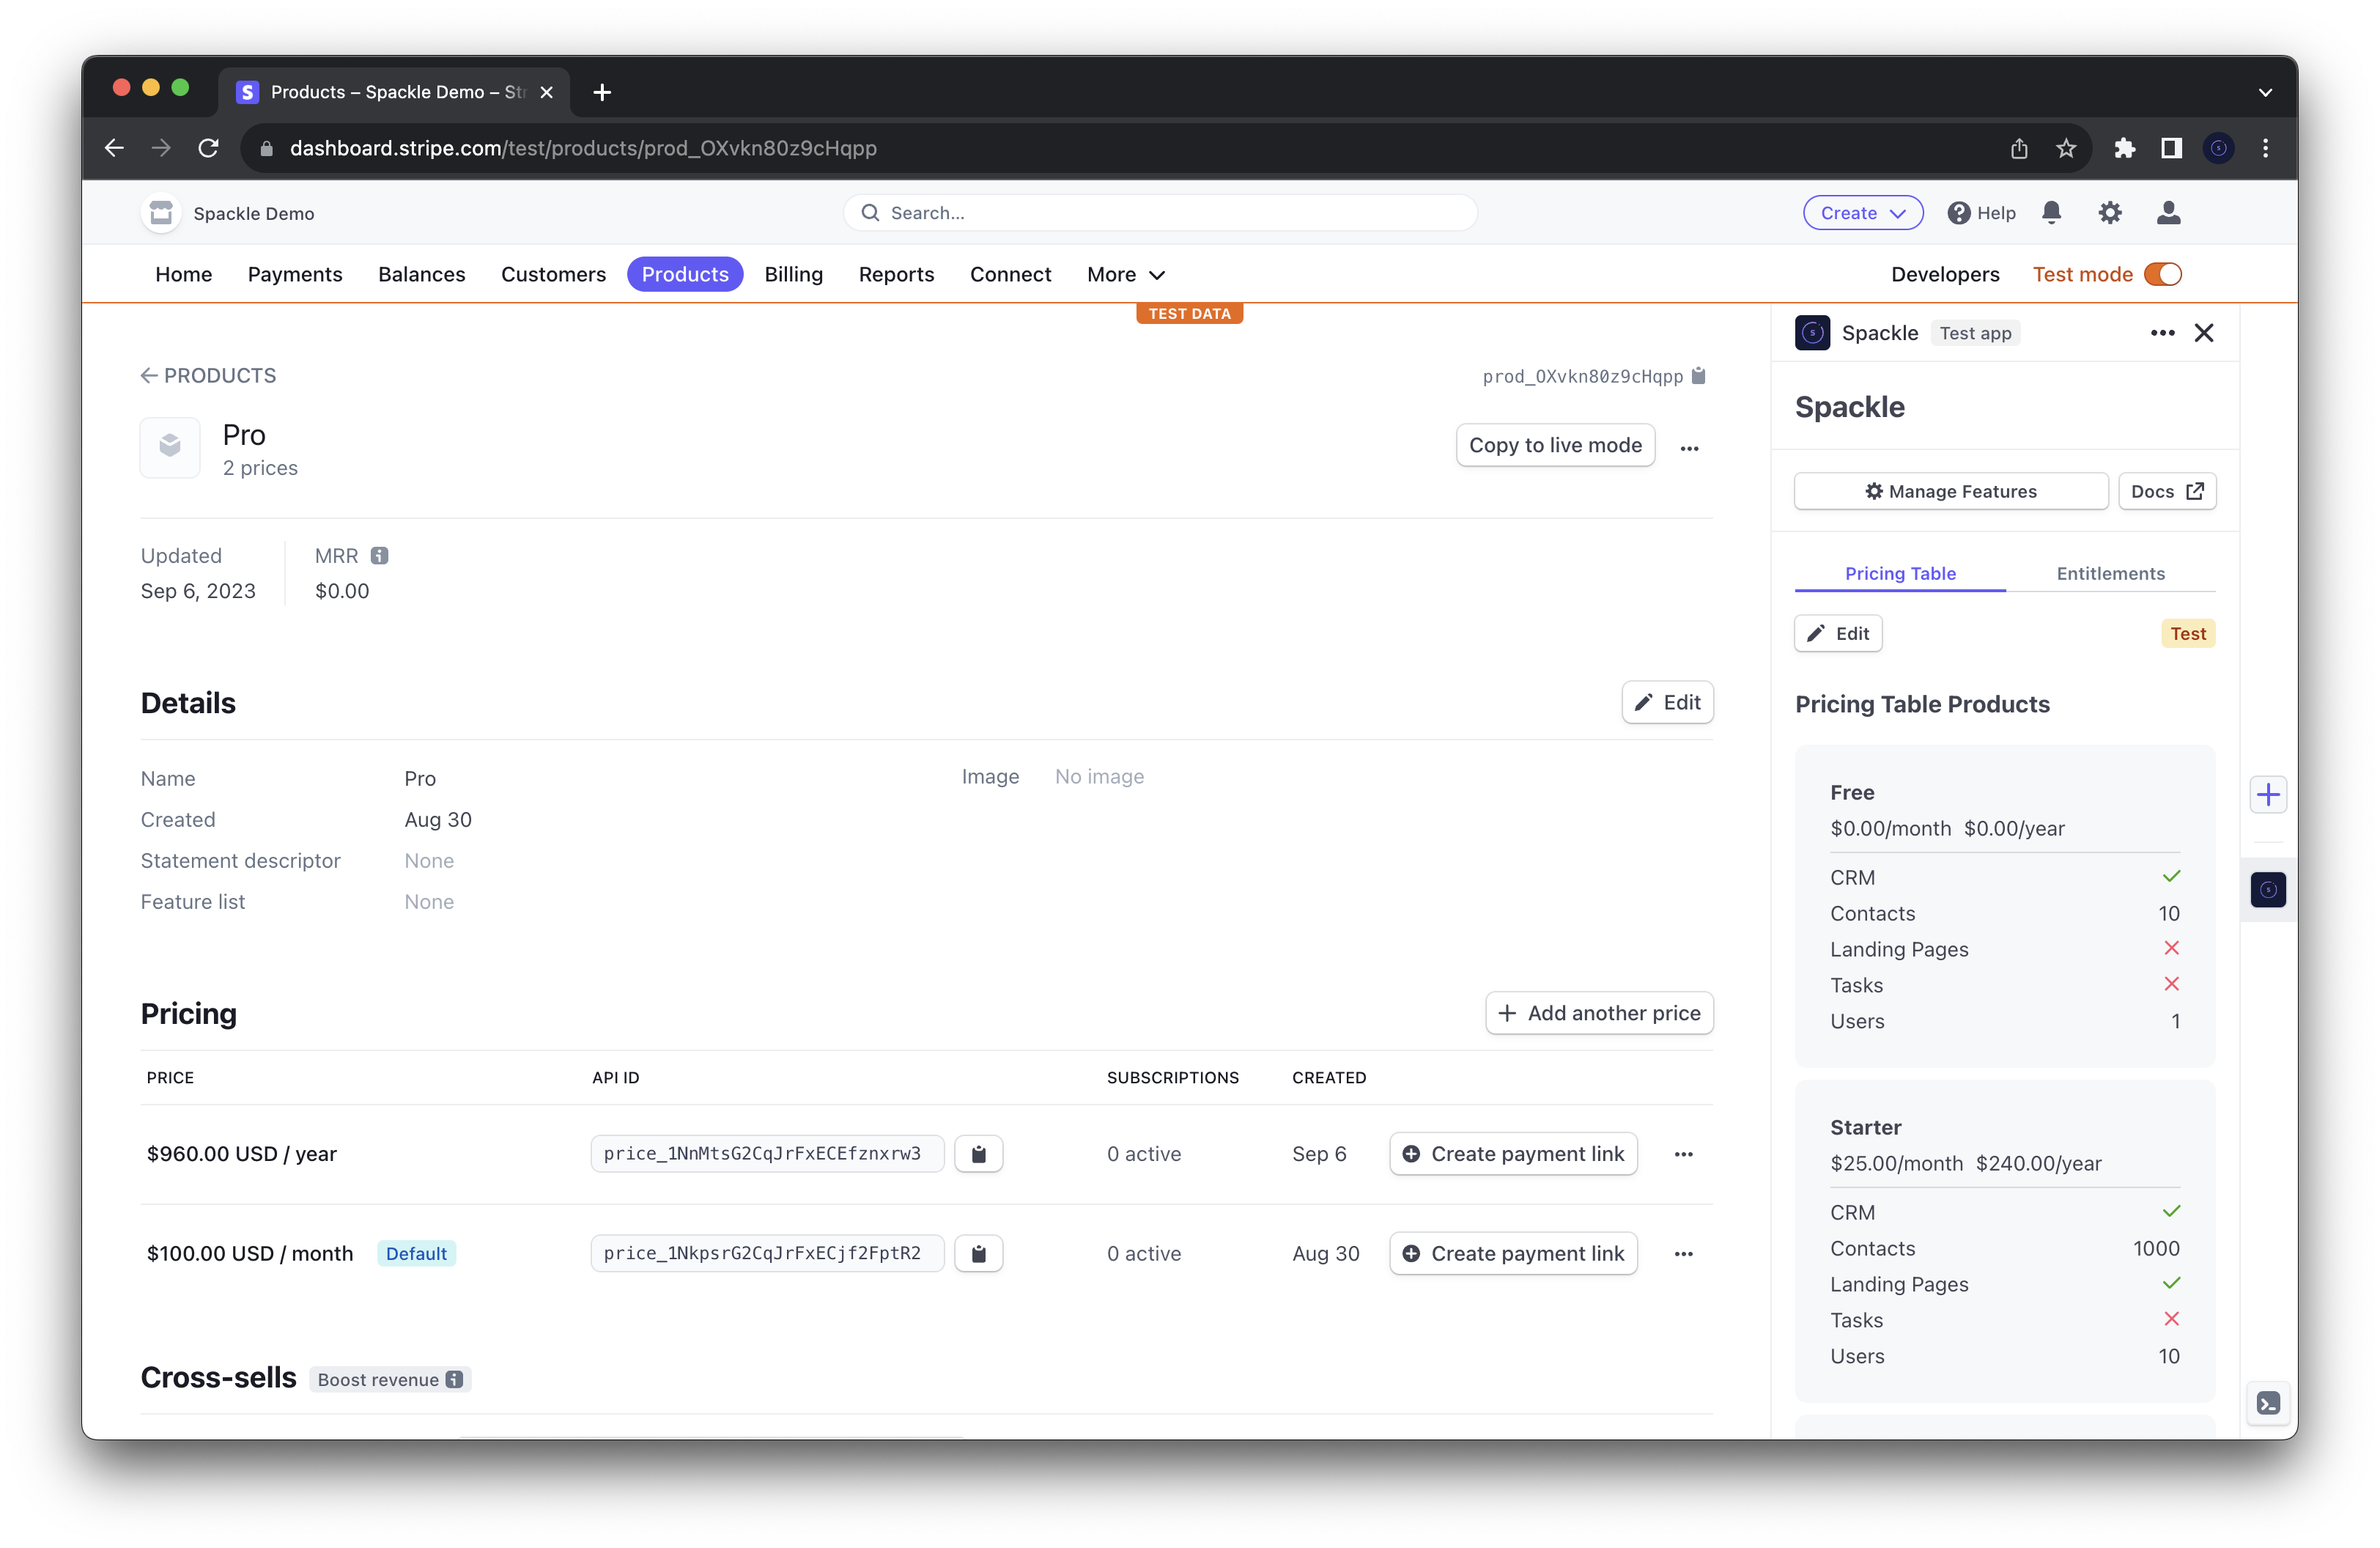 Products – Spackle Demo – St
dashboard.stripe.com/test/products/prod_OXvkn80z9cHqpp
Spackle Demo
Search...
Create
Help
Home Payments Balances Customers Products Billing Reports Connect More
Developers
Test mode
TEST DATA
PRODUCTS
prod_OXvkn80z9cHqpp
Pro
2 prices
Copy to live mode
Updated
Sep 6, 2023
MRR
$0.00
Details
Edit
Name Pro
Created Aug 30
Statement descriptor None
Feature list None
Image No image
Pricing
Add another price
PRICE API ID SUBSCRIPTIONS CREATED
$960.00 USD / year price_1NnMtsG2CqJrFxECEfznxrw3 0 active Sep 6 Create payment link
$100.00 USD / month Default price_1NkpsrG2CqJrFxECjf2FptR2 0 active Aug 30 Create payment link
Cross-sells Boost revenue
Spackle Test app
Spackle
Manage Features
Docs
Pricing Table
Entitlements
Edit
Test
Pricing Table Products
Free
$0.00/month $0.00/year
CRM
Contacts 10
Landing Pages
Tasks
Users 1
Starter
$25.00/month $240.00/year
CRM
Contacts 1000
Landing Pages
Tasks
Users 10